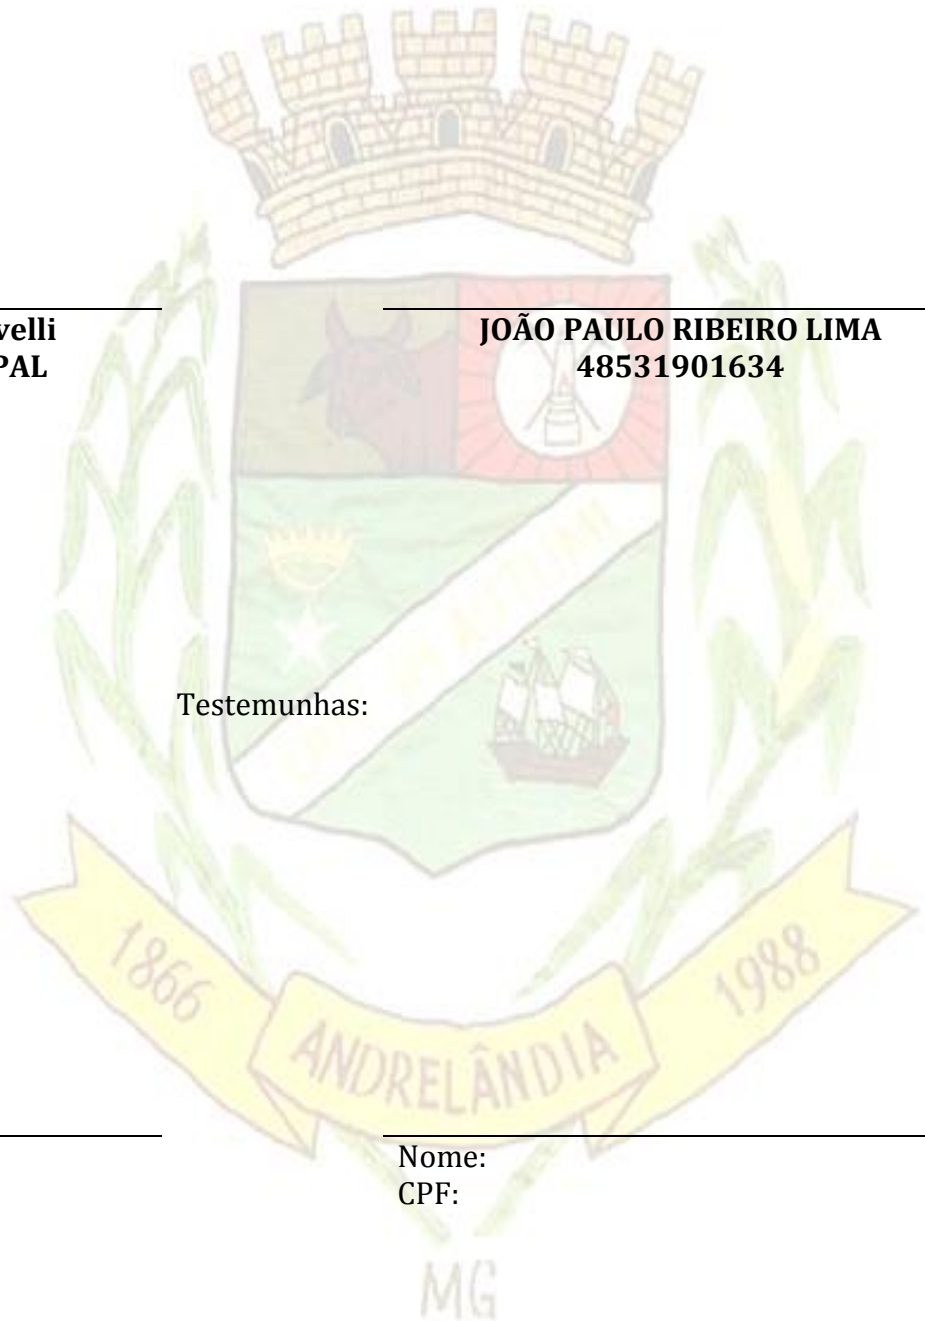 velli
PAL
JOÃO PAULO RIBEIRO LIMA
48531901634
Testemunhas:
1866
ANDRELÂNDIA
1988
Nome:
CPF:
MG